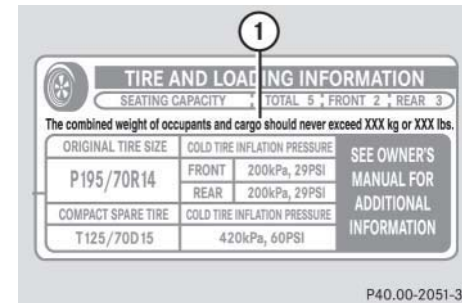 1
TIRE AND LOADING INFORMATION
SEATING CAPACITY TOTAL 5 FRONT 2 REAR 3
The combined weight of occupants and cargo should never exceed XXX kg or XXX lbs.
ORIGINAL TIRE SIZE COLD TIRE INFLATION PRESSURE
P195/70R14 FRONT 200kPa, 29PSI
REAR 200kPa, 29PSI
COMPACT SPARE TIRE COLD TIRE INFLATION PRESSURE
T125/70D15 420kPa, 60PSI
SEE OWNER'S
MANUAL FOR
ADDITIONAL
INFORMATION
P40.00-2051-31